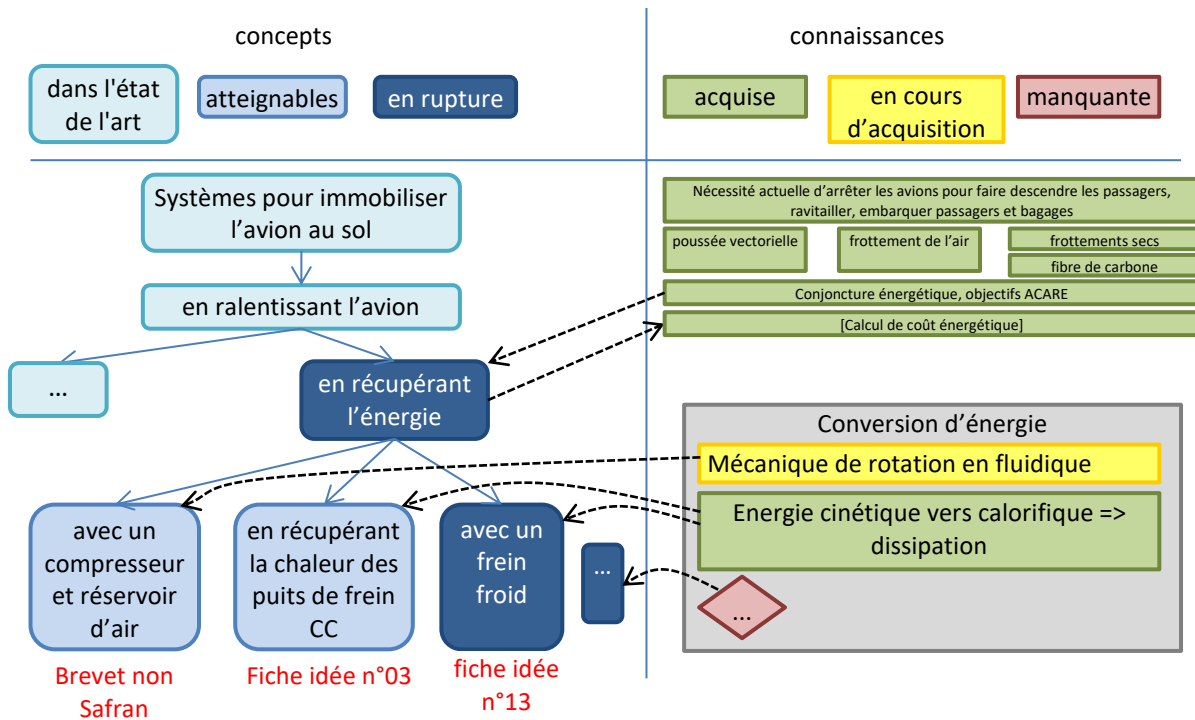 concepts
connaissances
dans l'état
de l'art
atteignables
en rupture
acquise
en cours
d’acquisition
manquante
Systèmes pour immobiliser
l’avion au sol
en ralentissant l’avion
...
en récupérant
l’énergie
avec un
compresseur
et réservoir
d’air
en récupérant
la chaleur des
puits de frein
CC
avec un
frein
froid
...
Brevet non
Safran
Fiche idée n°03
fiche idée
n°13
Nécessité actuelle d’arrêter les avions pour faire descendre les passagers,
ravitailler, embarquer passagers et bagages
poussée vectorielle
frottement de l’air
frottements secs
fibre de carbone
Conjoncture énergétique, objectifs ACARE
[Calcul de coût énergétique]
Conversion d’énergie
Mécanique de rotation en fluidique
Energie cinétique vers calorifique =>
dissipation
...